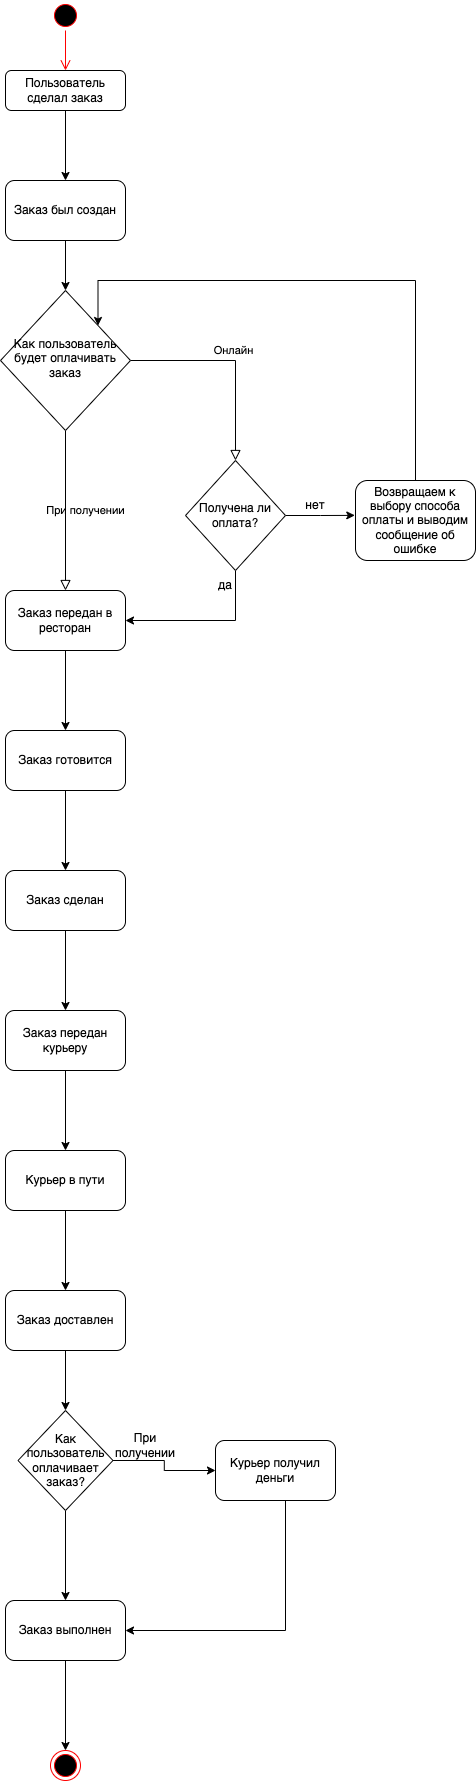 Пользователь
сделал заказ
Заказ был создан
Как пользователь
будет оплачивать
заказ
Онлайн
При получении
Получена ли
оплата?
нет
Возвращаем к
выбору способа
оплаты и выводим
сообщение об
ошибке
да
Заказ передан в
ресторан
Заказ готовится
Заказ сделан
Заказ передан
курьеру
Курьер в пути
Заказ доставлен
Как
пользователь
оплачивает
заказ?
При
получении
Курьер получил
деньги
Заказ выполнен